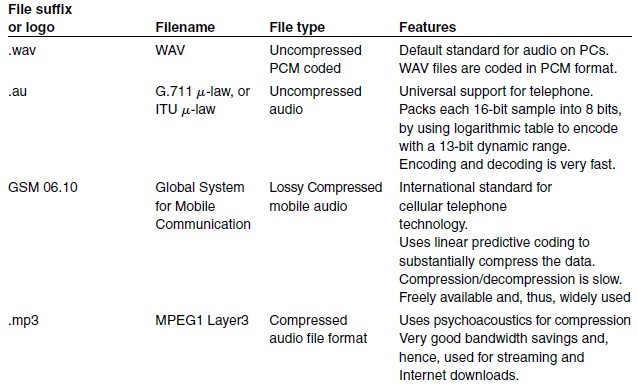 File suffix
or logo Filename File type Features
.wav WAV Uncompressed Default standard for audio on PCs.
PCM coded WAV files are coded in PCM format.
.au G.711 μ-law, or Uncompressed Universal support for telephone.
ITU μ-law audio Packs each 16-bit sample into 8 bits,
by using logarithmic table to encode
with a 13-bit dynamic range.
Encoding and decoding is very fast.
GSM 06.10 Global System Lossy Compressed International standard for
for Mobile mobile audio cellular telephone
Communication technology.
Uses linear predictive coding to
substantially compress the data.
Compression/decompression is slow.
Freely available and, thus, widely used
.mp3 MPEG1 Layer3 Compressed Uses psychoacoustics for compression
audio file format Very good bandwidth savings and,
hence, used for streaming and
Internet downloads.